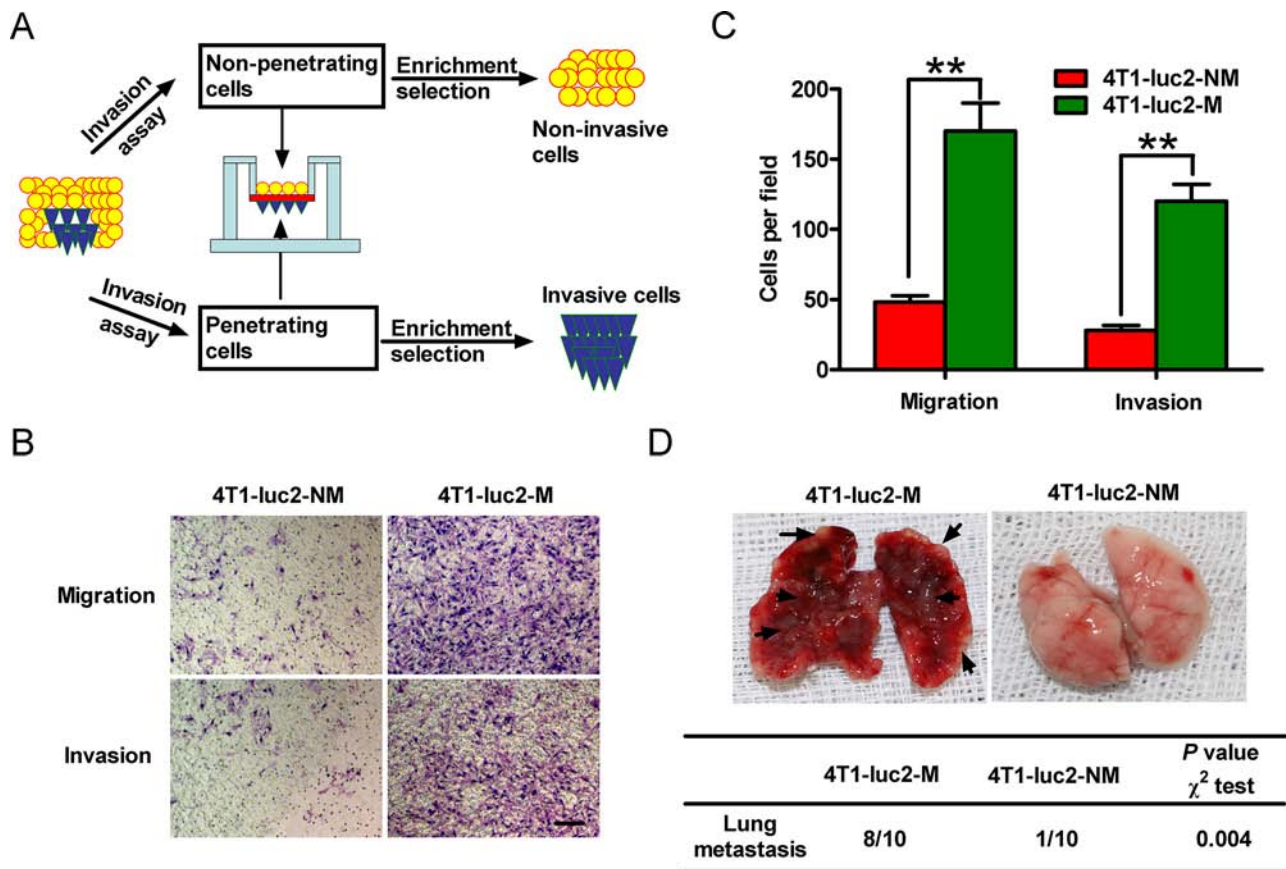 A
Invasion
assay
Non-penetrating
cells
Enrichment
selection
Non-invasive
cells
Invasion
assay
Penetrating
cells
Enrichment
selection
Invasive cells
B
4T1-luc2-NM
4T1-luc2-M
Migration
Invasion
C
4T1-luc2-NM
4T1-luc2-M
**
**
Cells per field
200
150
100
50
0
Migration
Invasion
D
4T1-luc2-M
4T1-luc2-NM
4T1-luc2-M
4T1-luc2-NM
P value
χ² test
Lung
metastasis
8/10
1/10
0.004